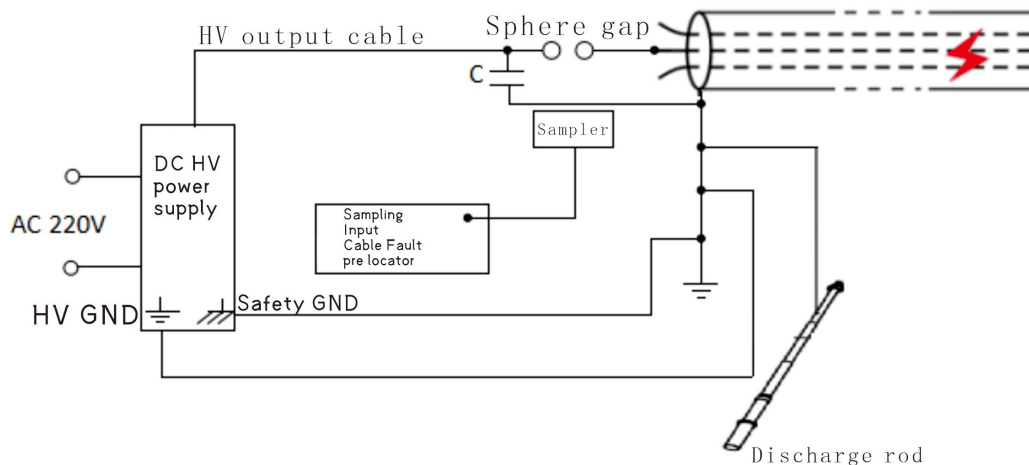 Sphere gap
HV output cable
C
Sampler
DC HV
power
supply
AC 220V
Sampling
Input
Cable Fault
pre locator
Safety GND
HV GND
Discharge rod